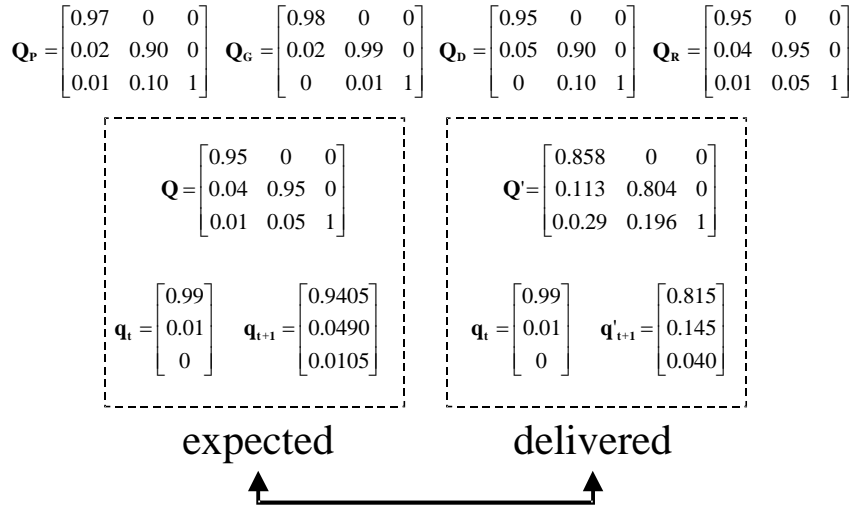 Q_P = [0.97 0 0; 0.02 0.90 0; 0.01 0.10 1] Q_G = [0.98 0 0; 0.02 0.99 0; 0 0.01 1] Q_D = [0.95 0 0; 0.05 0.90 0; 0 0.10 1] Q_R = [0.95 0 0; 0.04 0.95 0; 0.01 0.05 1]
Q = [0.95 0 0; 0.04 0.95 0; 0.01 0.05 1] Q' = [0.858 0 0; 0.113 0.804 0; 0.0.29 0.196 1]
q_t = [0.99; 0.01; 0] q_t+1 = [0.9405; 0.0490; 0.0105] q_t = [0.99; 0.01; 0] q'_t+1 = [0.815; 0.145; 0.040]
expected delivered